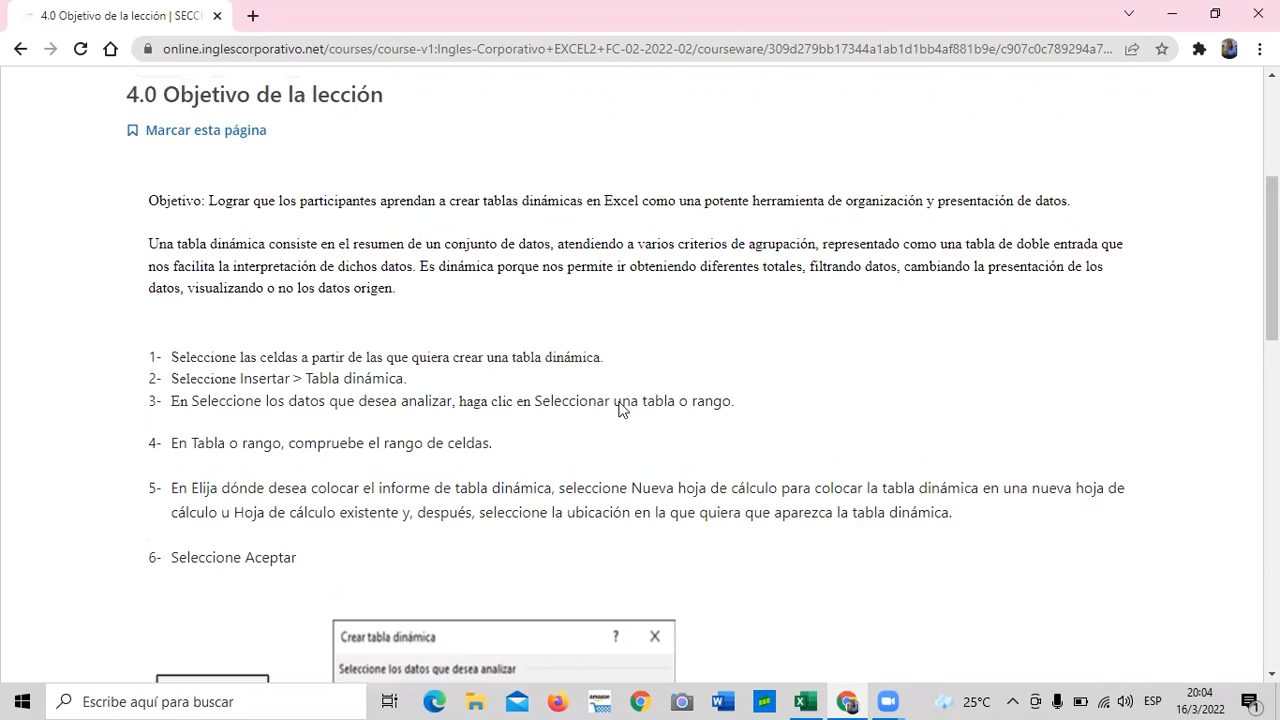 4.0 Objetivo de la lección | SECCI
online.inglescorporativo.net/courses/course-v1:Ingles-Corporativo+EXCEL2+FC-02-2022-02/courseware/309d279bb17344a1ab1d1bb4af881b9e/c907c0c789294a7...
4.0 Objetivo de la lección
Marcar esta página
Objetivo: Lograr que los participantes aprendan a crear tablas dinámicas en Excel como una potente herramienta de organización y presentación de datos.
Una tabla dinámica consiste en el resumen de un conjunto de datos, atendiendo a varios criterios de agrupación, representado como una tabla de doble entrada que
nos facilita la interpretación de dichos datos. Es dinámica porque nos permite ir obteniendo diferentes totales, filtrando datos, cambiando la presentación de los
datos, visualizando o no los datos origen.
1- Seleccione las celdas a partir de las que quiera crear una tabla dinámica.
2- Seleccione Insertar > Tabla dinámica.
3- En Seleccione los datos que desea analizar, haga clic en Seleccionar una tabla o rango.
4- En Tabla o rango, compruebe el rango de celdas.
5- En Elija dónde desea colocar el informe de tabla dinámica, seleccione Nueva hoja de cálculo para colocar la tabla dinámica en una nueva hoja de
cálculo u Hoja de cálculo existente y, después, seleccione la ubicación en la que quiera que aparezca la tabla dinámica.
6- Seleccione Aceptar
Crear tabla dinámica ? X
Seleccione los datos que desea analizar
Escribe aquí para buscar
amazon
25°C
ESP
20:04
16/3/2022
1